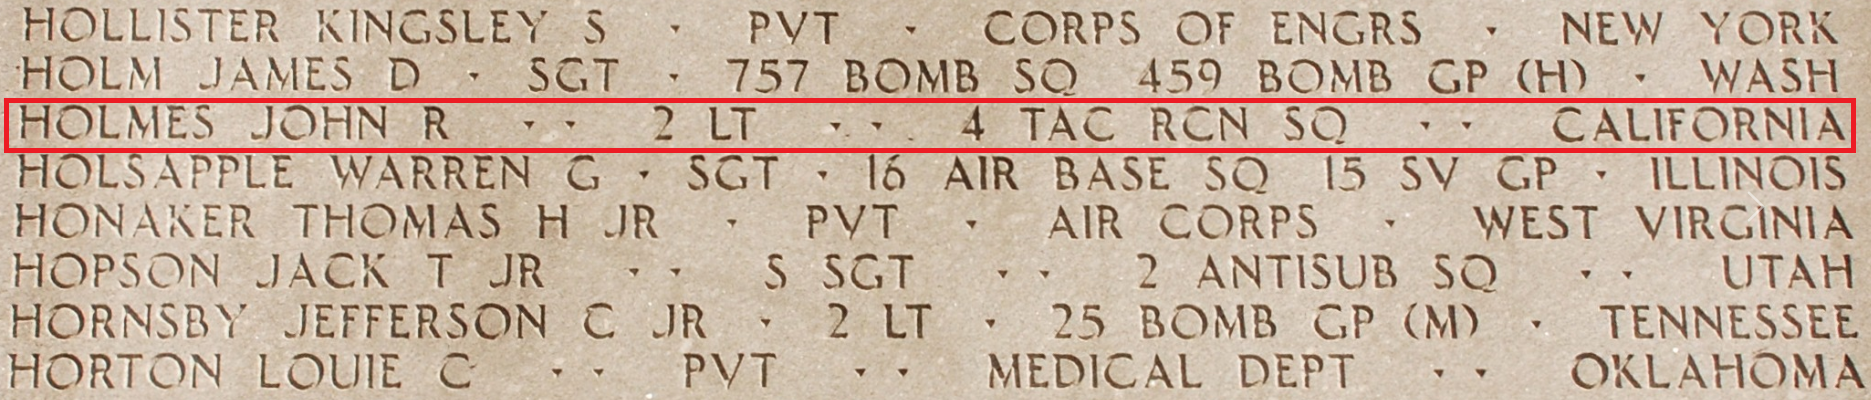 HOLLISTER KINGSLEY S · PVT · CORPS OF ENGRS · NEW YORK
HOLM JAMES D · SGT · 757 BOMB SQ 459 BOMB GP (H) · WASH
HOLMES JOHN R · · 2 LT · · 4 TAC RCN SQ · · CALIFORNIA
HOLSAPPLE WARREN G · SGT · 16 AIR BASE SQ 15 SV GP · ILLINOIS
HONAKER THOMAS H JR · PVT · AIR CORPS · WEST VIRGINIA
HOPSON JACK T JR · · S SGT · · 2 ANTISUB SQ · · UTAH
HORNSBY JEFFERSON C JR · 2 LT · 25 BOMB GP (M) · TENNESSEE
HORTON LOUIE C · · PVT · · MEDICAL DEPT · · OKLAHOMA